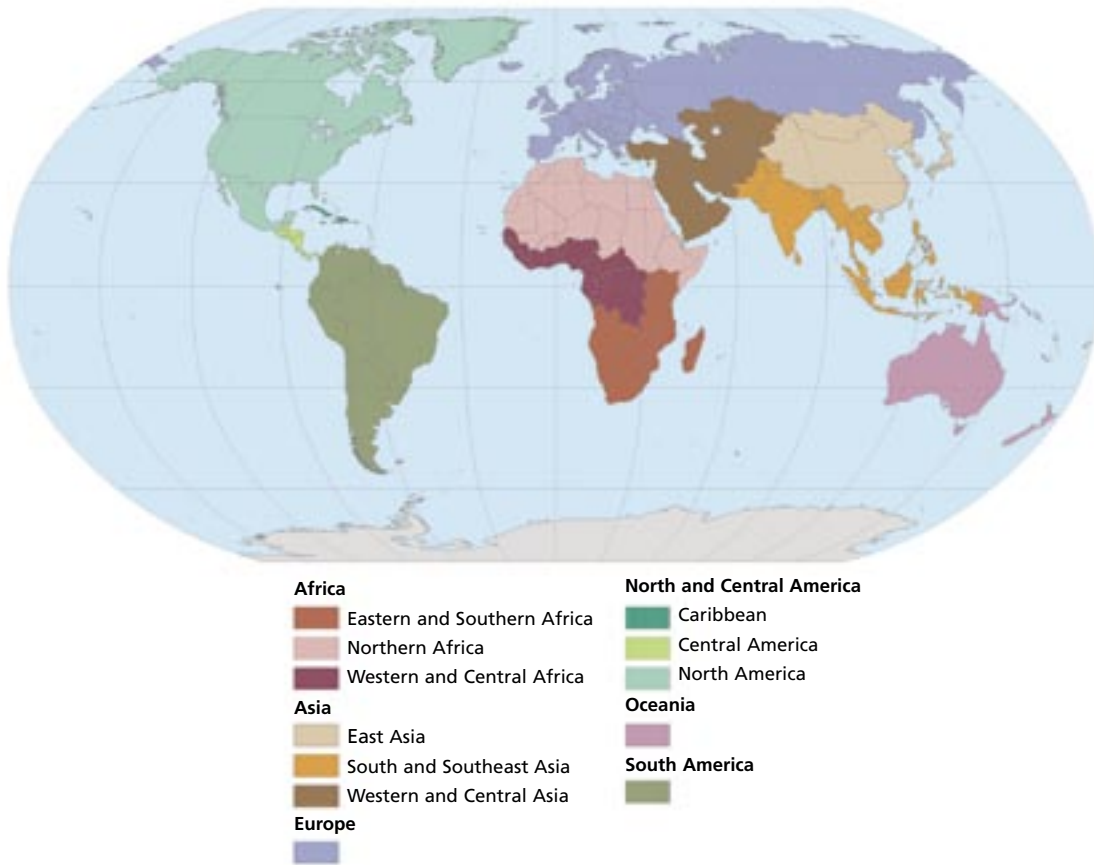 Africa
Eastern and Southern Africa
Northern Africa
Western and Central Africa
Asia
East Asia
South and Southeast Asia
Western and Central Asia
Europe
North and Central America
Caribbean
Central America
North America
Oceania
South America